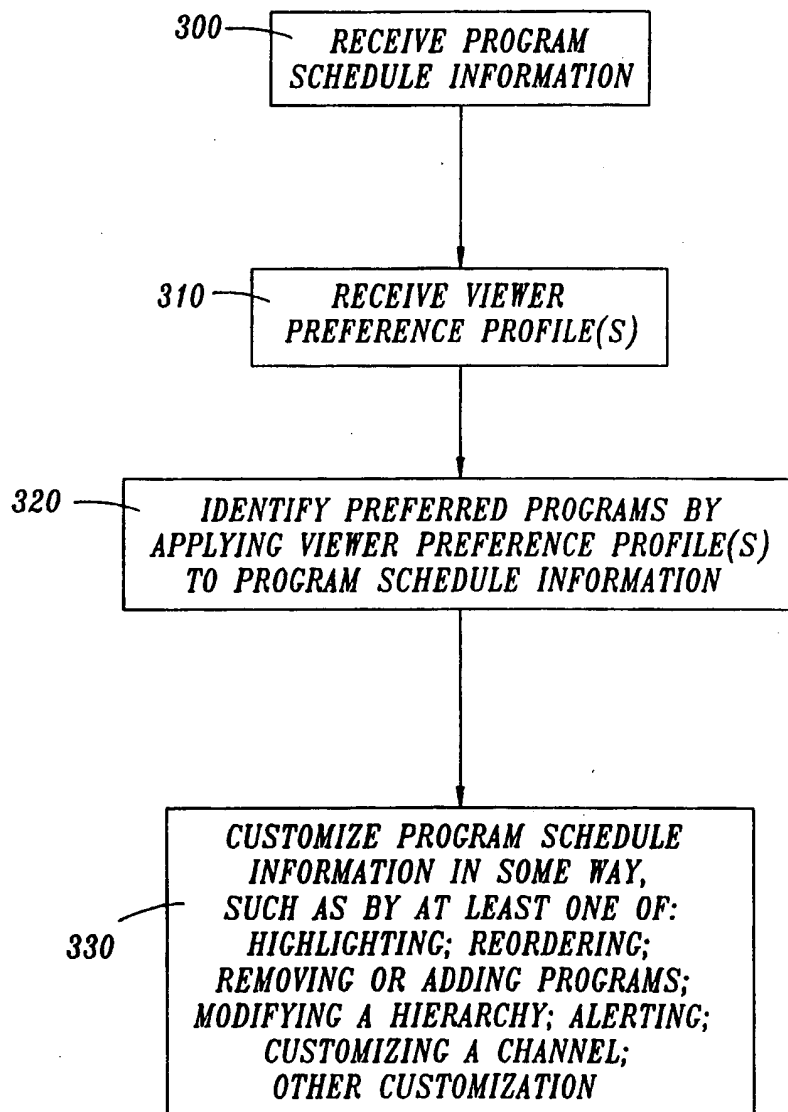 300
RECEIVE PROGRAM
SCHEDULE INFORMATION
310
RECEIVE VIEWER
PREFERENCE PROFILE(S)
320
IDENTIFY PREFERRED PROGRAMS BY
APPLYING VIEWER PREFERENCE PROFILE(S)
TO PROGRAM SCHEDULE INFORMATION
330
CUSTOMIZE PROGRAM SCHEDULE
INFORMATION IN SOME WAY,
SUCH AS BY AT LEAST ONE OF:
HIGHLIGHTING; REORDERING;
REMOVING OR ADDING PROGRAMS;
MODIFYING A HIERARCHY; ALERTING;
CUSTOMIZING A CHANNEL;
OTHER CUSTOMIZATION